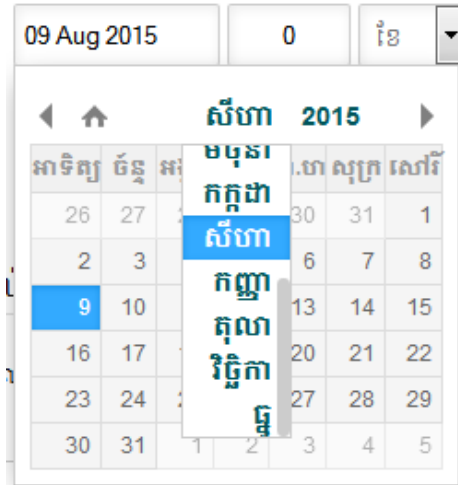 09 Aug 2015 0 ខែ
សីហា 2015
អាទិត្យ ច័ន្ទ សុក្រ សៅរ៍
មិថុនា
កក្កដា
សីហា
កញ្ញា
តុលា
វិច្ឆិកា
ធ្នូ
26 27 30 31 1
2 3 6 7 8
9 10 13 14 15
16 17 20 21 22
23 24 27 28 29
30 31 1 2 3 4 5